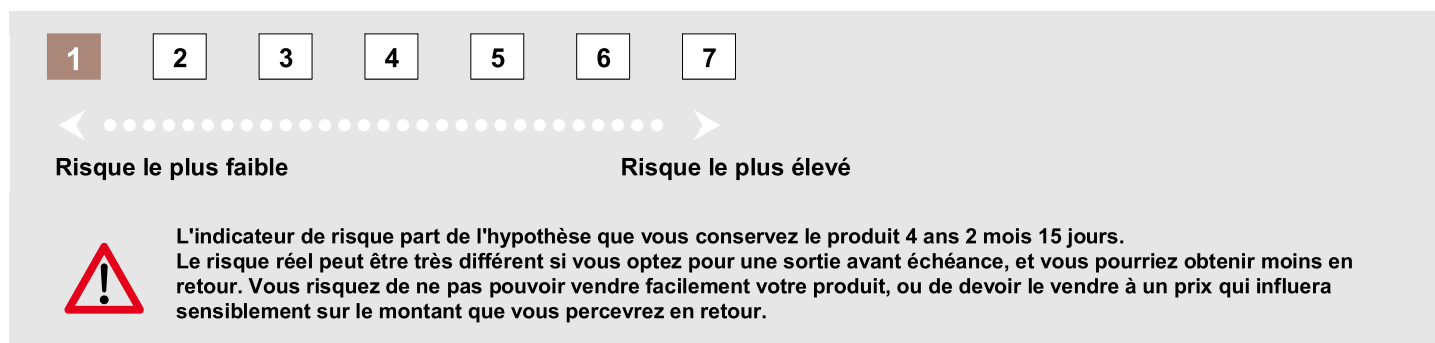 1 2 3 4 5 6 7
Risque le plus faible Risque le plus élevé
L'indicateur de risque part de l'hypothèse que vous conservez le produit 4 ans 2 mois 15 jours.
Le risque réel peut être très différent si vous optez pour une sortie avant échéance, et vous pourriez obtenir moins en
retour. Vous risquez de ne pas pouvoir vendre facilement votre produit, ou de devoir le vendre à un prix qui influera
sensiblement sur le montant que vous percevrez en retour.